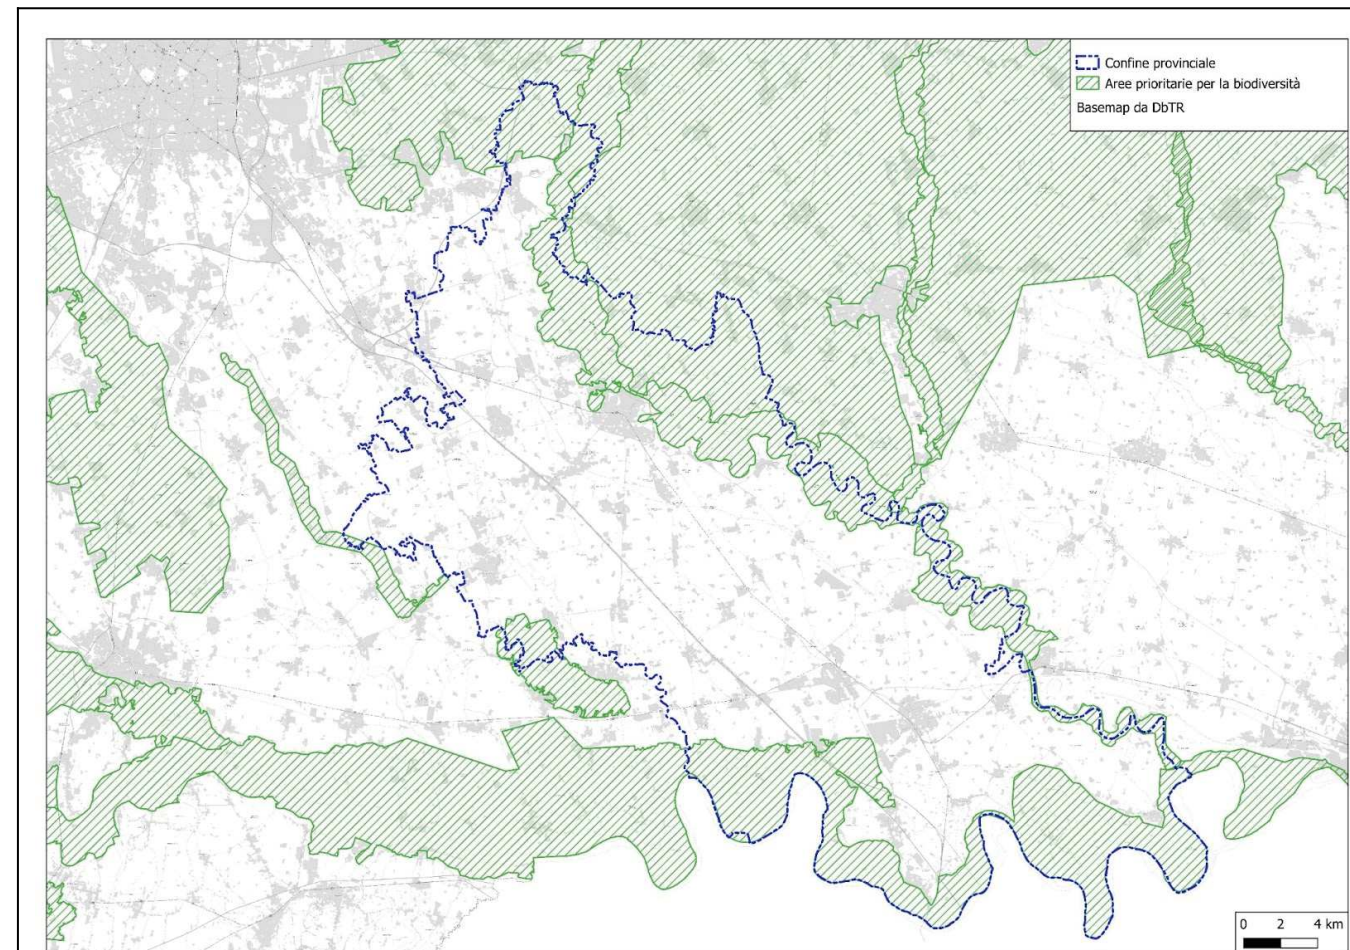 Confine provinciale
Aree prioritarie per la biodiversità
Basemap da DbTR
0 2 4 km